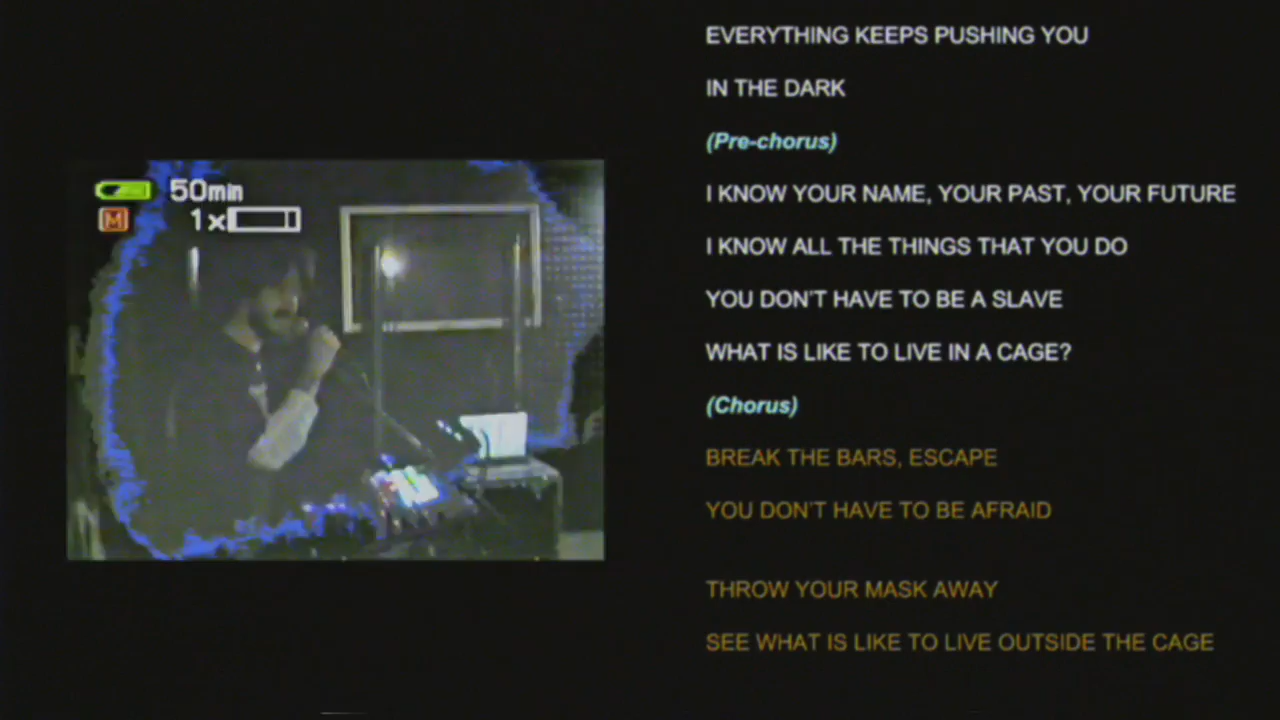 50min
M 1x
EVERYTHING KEEPS PUSHING YOU
IN THE DARK
(Pre-chorus)
I KNOW YOUR NAME, YOUR PAST, YOUR FUTURE
I KNOW ALL THE THINGS THAT YOU DO
YOU DON'T HAVE TO BE A SLAVE
WHAT IS LIKE TO LIVE IN A CAGE?
(Chorus)
BREAK THE BARS, ESCAPE
YOU DON'T HAVE TO BE AFRAID
THROW YOUR MASK AWAY
SEE WHAT IS LIKE TO LIVE OUTSIDE THE CAGE